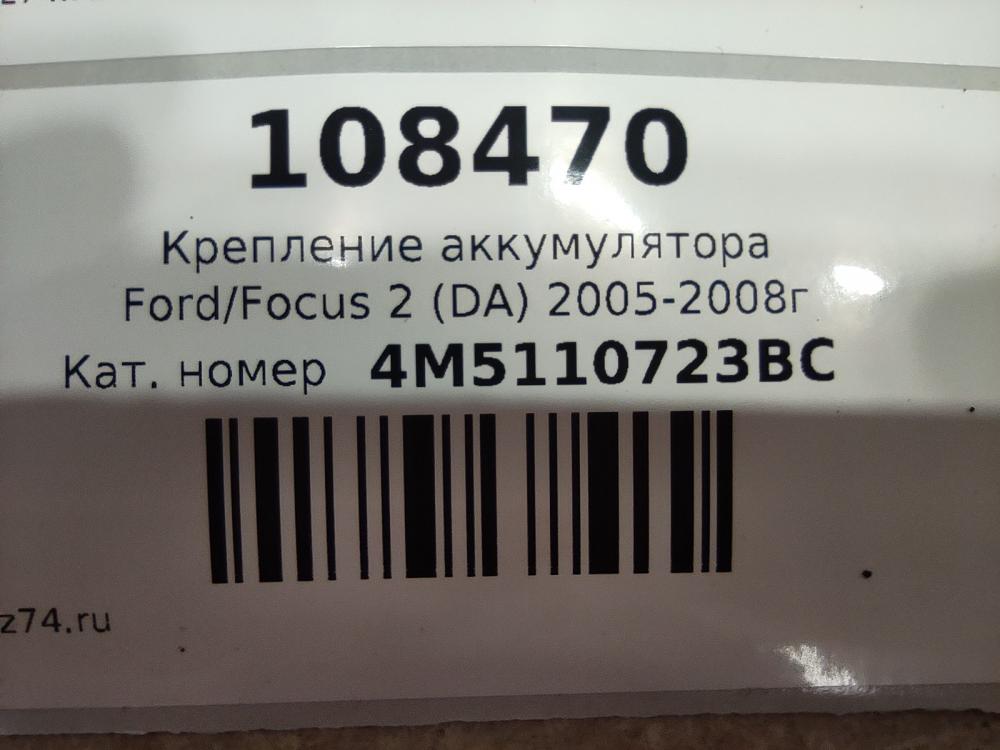 108470
Крепление аккумулятора
Ford/Focus 2 (DA) 2005-2008г
Кат. номер 4M5110723BC
z74.ru